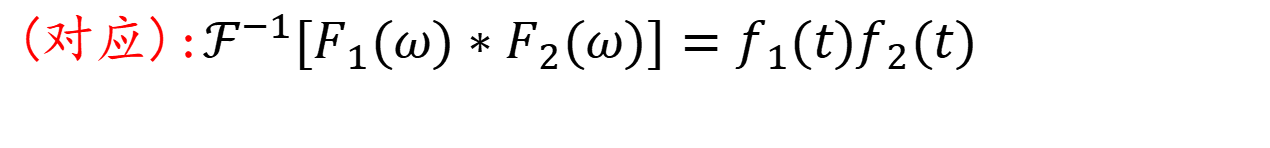 (对应):ℱ⁻¹[F₁(ω) ∗ F₂(ω)] = f₁(t)f₂(t)